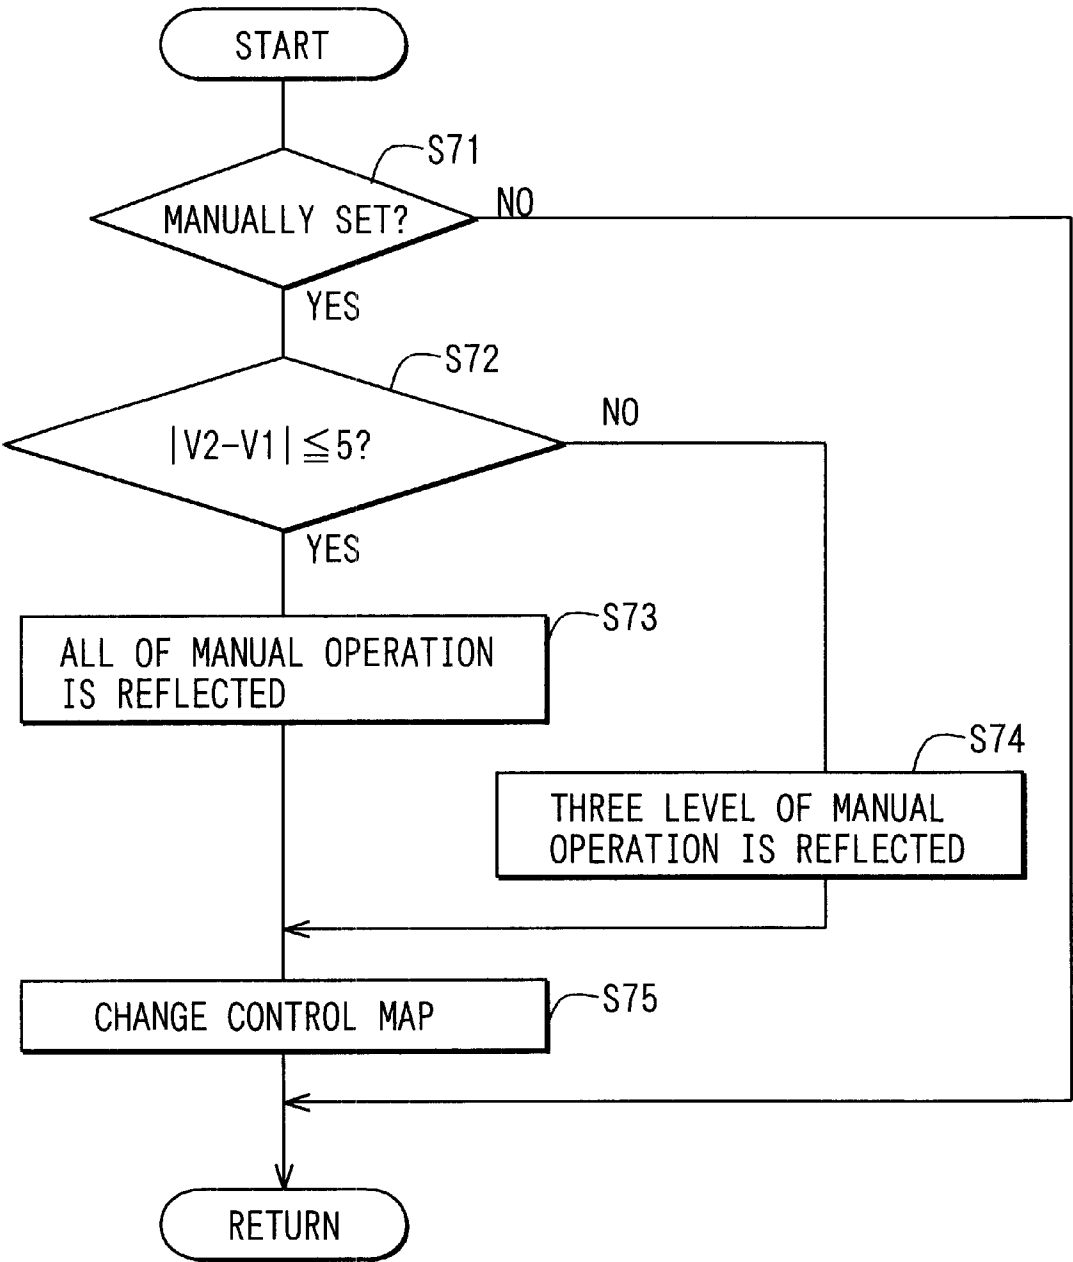 START
S71
MANUALLY SET?
NO
YES
S72
|V2-V1|≦5?
NO
YES
S73
ALL OF MANUAL OPERATION
IS REFLECTED
S74
THREE LEVEL OF MANUAL
OPERATION IS REFLECTED
S75
CHANGE CONTROL MAP
RETURN